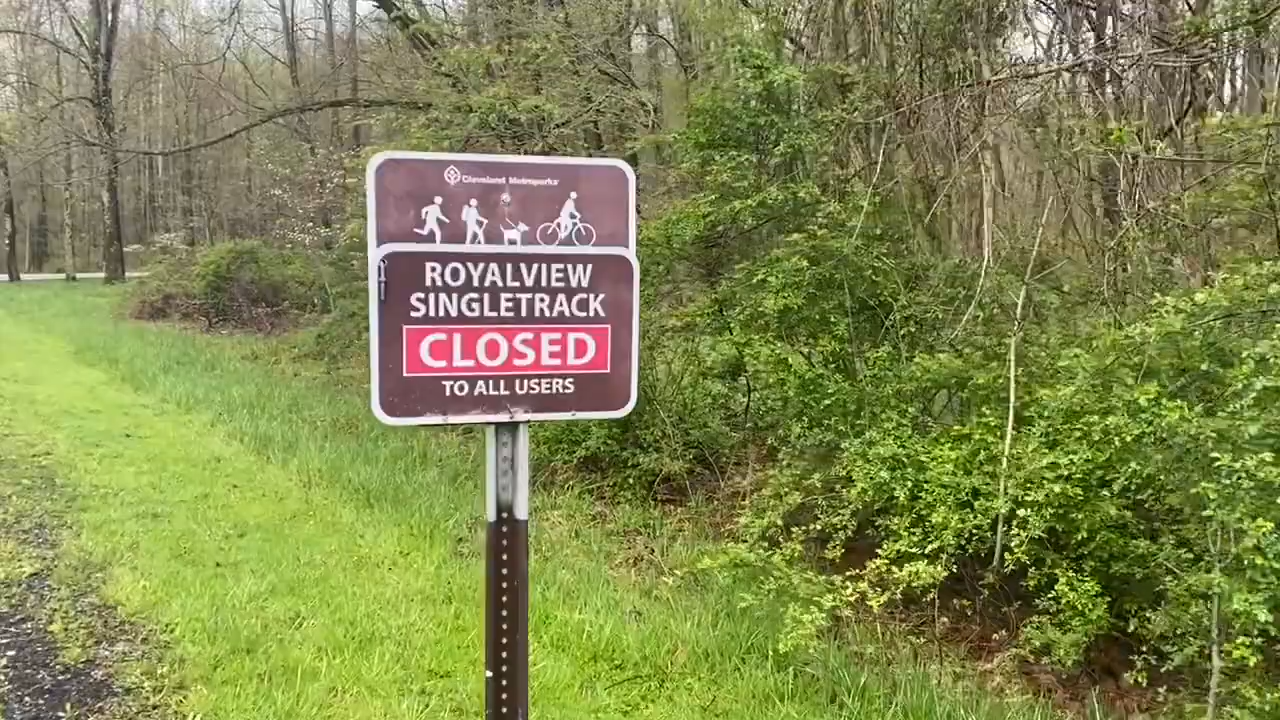 Cleveland Metroparks
ROYALVIEW
SINGLETRACK
CLOSED
TO ALL USERS